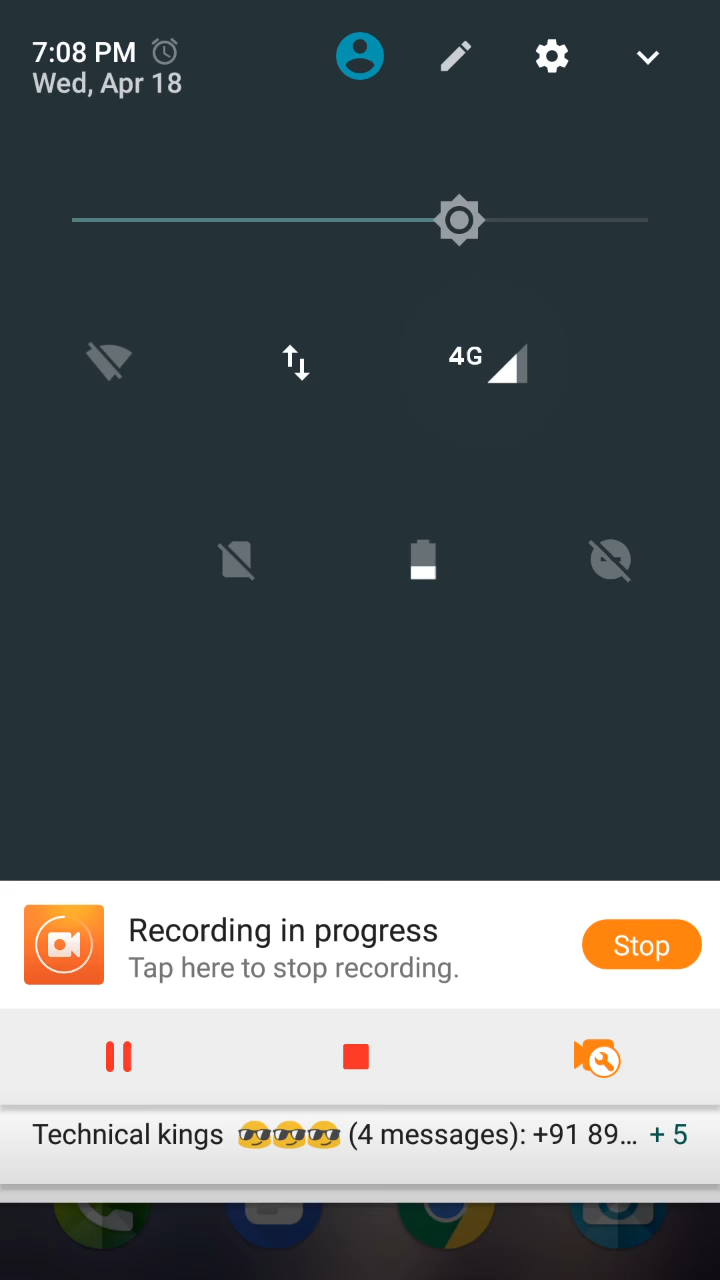 7:08 PM
Wed, Apr 18
4G
Recording in progress
Tap here to stop recording.
Stop
Technical kings 😎😎😎 (4 messages): +91 89... + 5